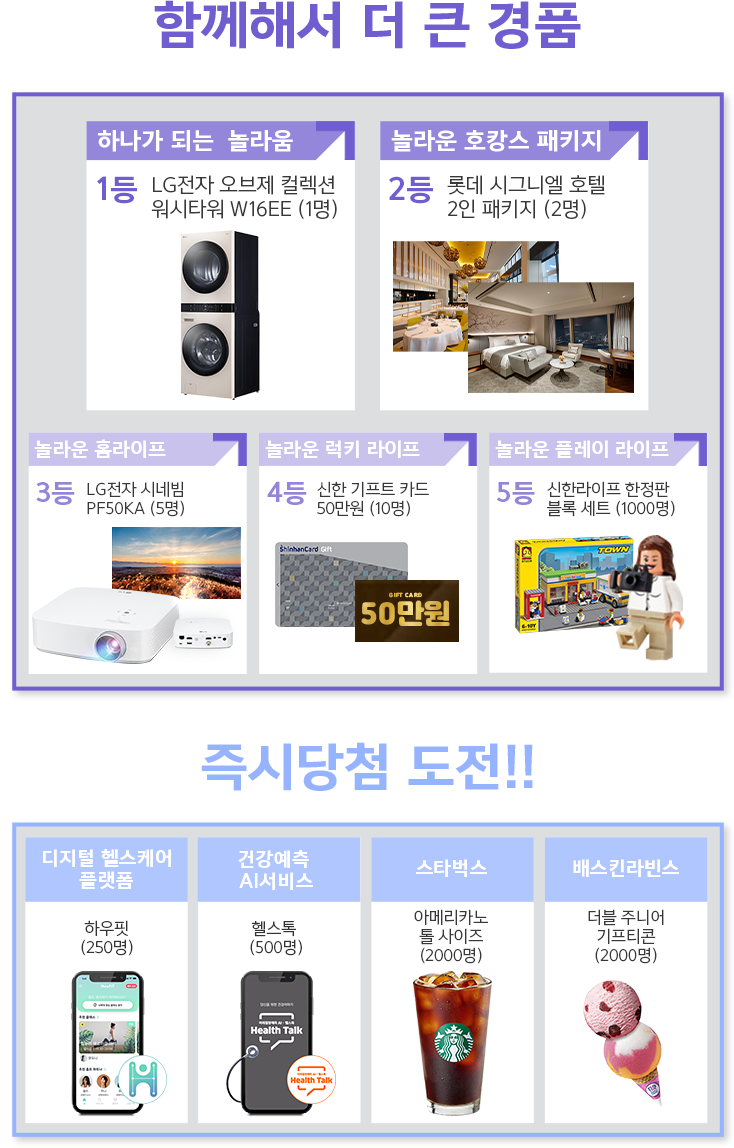 함께해서 더 큰 경품
하나가 되는 놀라움
1등
LG전자 오브제 컬렉션
워시타워 W16EE (1명)
놀라운 호캉스 패키지
2등
롯데 시그니엘 호텔
2인 패키지 (2명)
놀라운 홈라이프
3등
LG전자 시네빔
PF50KA (5명)
놀라운 럭키 라이프
4등
신한 기프트 카드
50만원 (10명)
ShinhanCard Gift
GIFT CARD
50만원
놀라운 플레이 라이프
5등
신한라이프 한정판
블록 세트 (1000명)
TOWN
6-10Y
즉시당첨 도전!!
디지털 헬스케어
플랫폼
하우핏
(250명)
건강예측
AI서비스
헬스톡
(500명)
Health Talk
Health Talk
스타벅스
아메리카노
톨 사이즈
(2000명)
배스킨라빈스
더블 주니어
기프티콘
(2000명)